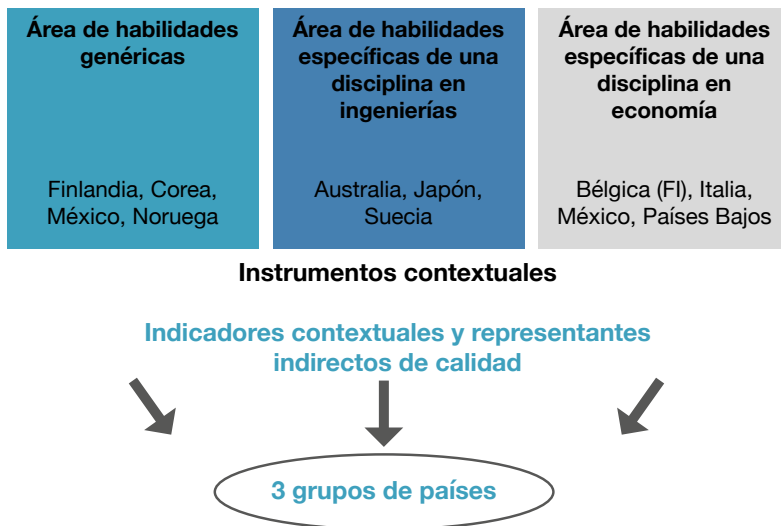 Área de habilidades
genéricas
Finlandia, Corea,
México, Noruega
Área de habilidades
específicas de una
disciplina en
ingenierías
Australia, Japón,
Suecia
Área de habilidades
específicas de una
disciplina en
economía
Bélgica (Fl), Italia,
México, Países Bajos
Instrumentos contextuales
Indicadores contextuales y representantes
indirectos de calidad
3 grupos de países